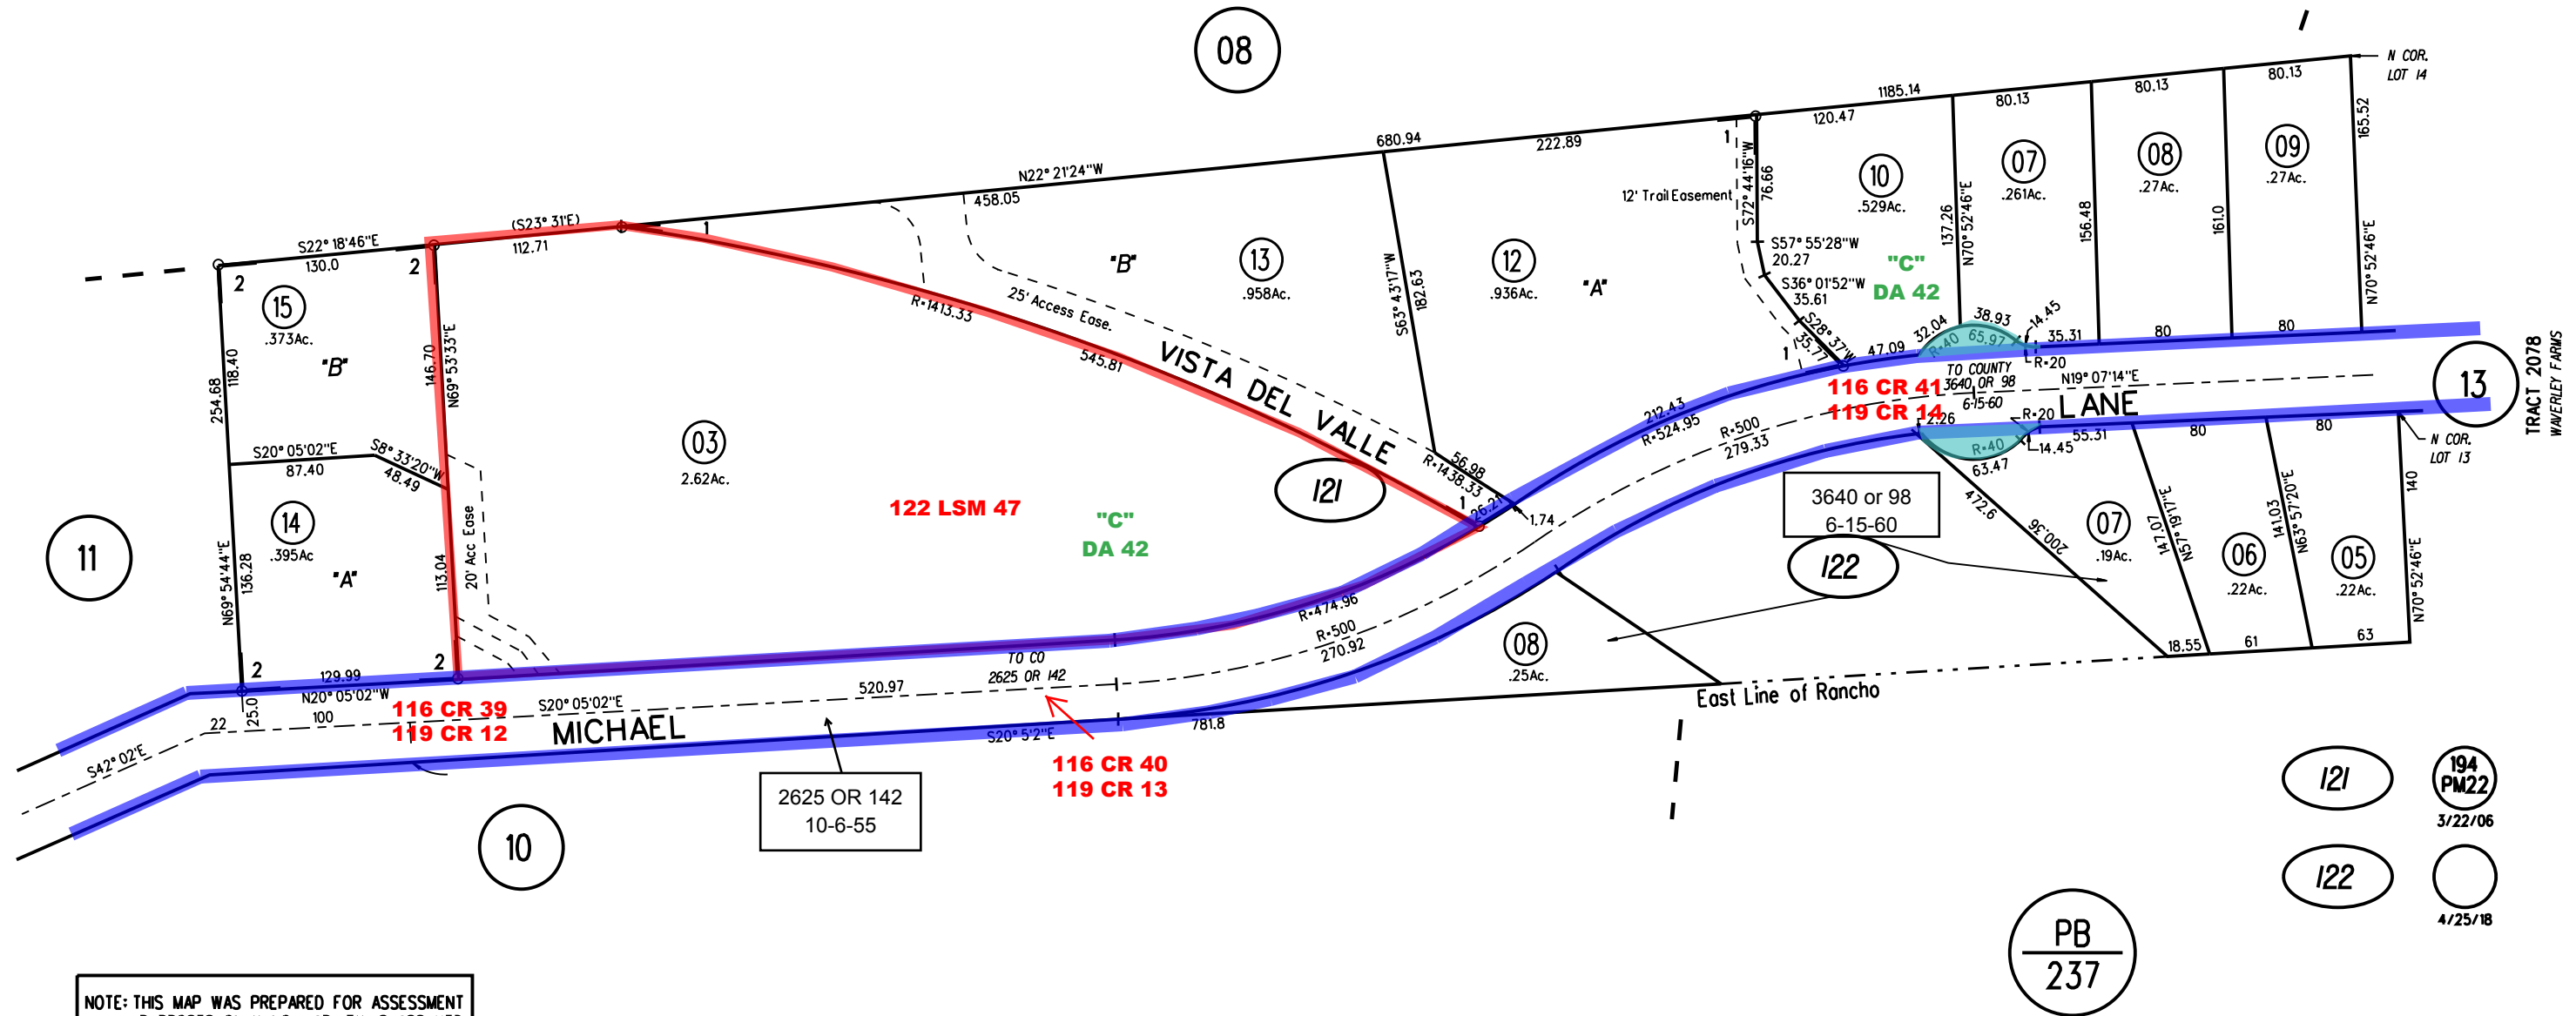 08
N COR.
LOT 14
1185.14
80.13
80.13
80.13
120.47
680.94
222.89
N22° 21'24"W
458.05
(S23° 31'E)
112.71
S22° 18'46"E
130.0
2
2
1
1
15
.373Ac.
"B"
254.68
118.40
146.70
N69° 53'33"E
S20° 05'02"E
87.40
S8° 33'20"W
48.49
14
.395Ac
"A"
N69° 54'44"E
136.28
113.04
20' Acc Ease
11
03
2.62Ac.
R=1413.33
545.81
25' Access Ease.
VISTA DEL VALLE
"B"
13
.958Ac.
S63° 43'17"W
182.63
12
.936Ac.
"A"
12' Trail Easement
S72° 44'16"W
76.66
S57° 55'28"W
20.27
S36° 01'52"W
35.61
S28° 37'W
35.77
1
10
.529Ac.
"C"
DA 42
137.26
N70° 52'46"E
07
.261Ac.
156.48
08
.27Ac.
161.0
09
.27Ac.
165.52
N70° 52'46"E
47.09
32.04
38.93
14.45
R=40
65.97
35.31
80
80
R=20
TO COUNTY
3640 OR 98
6-15-60
116 CR 41
119 CR 14
N19° 07'14"E
LANE
13
TRACT 2078
WAVERLEY FARMS
122 LSM 47
"C"
DA 42
121
56.98
R=1438.33
26.21
1
1.74
212.43
R=524.95
R=500
279.33
2.26
R=20
R=40
63.47
14.45
55.31
80
80
N COR.
LOT 13
3640 or 98
6-15-60
122
472.6
200.36
07
.19Ac.
147.07
N57° 19'17"E
06
.22Ac.
141.03
N63° 57'20"E
05
.22Ac.
140
N70° 52'46"E
18.55
61
63
R=474.96
R=500
270.92
08
.25Ac.
East Line of Rancho
2
2
129.99
N20° 05'02"W
25.0
22
100
S42° 02'E
116 CR 39
119 CR 12
S20° 05'02"E
MICHAEL
520.97
TO CO
2625 OR 142
S20° 5'2"E
781.8
116 CR 40
119 CR 13
2625 OR 142
10-6-55
10
121
194
PM22
3/22/06
122
4/25/18
PB
237
NOTE: THIS MAP WAS PREPARED FOR ASSESSMENT